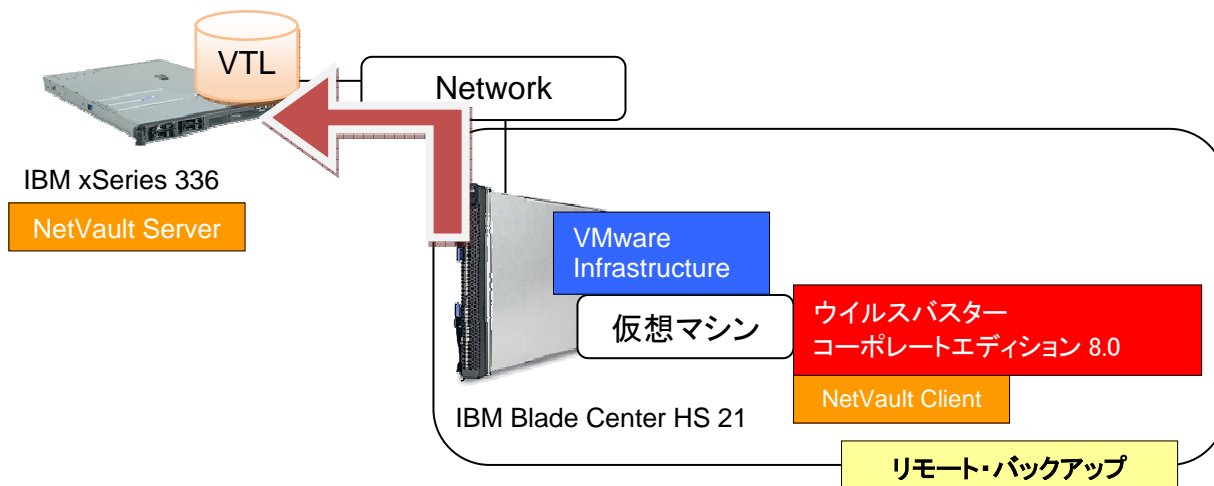 VTL
Network
IBM xSeries 336
NetVault Server
VMware
Infrastructure
仮想マシン
ウイルスバスター
コーポレートエディション 8.0
NetVault Client
IBM Blade Center HS 21
リモート・バックアップ